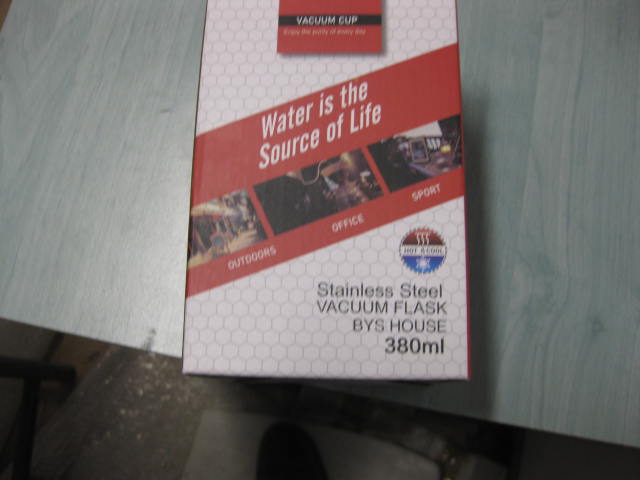 VACUUM CUP
Enjoy the purity of every day
Water is the
Source of Life
OUTDOORS
OFFICE
SPORT
HOT & COOL
Stainless Steel
VACUUM FLASK
BYS HOUSE
380ml